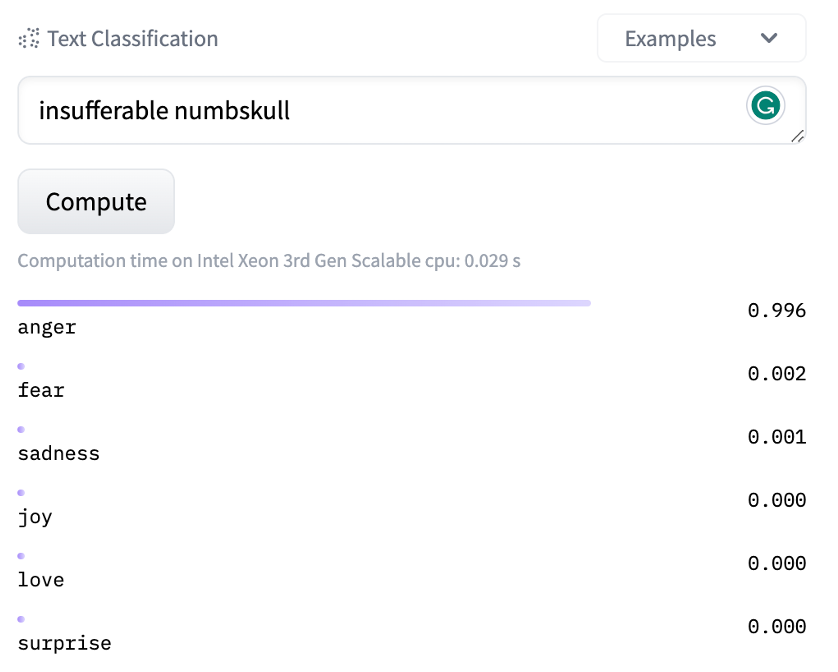 Text Classification
Examples
insufferable numbskull
G
Compute
Computation time on Intel Xeon 3rd Gen Scalable cpu: 0.029 s
0.996
anger
0.002
fear
0.001
sadness
0.000
joy
0.000
love
0.000
surprise